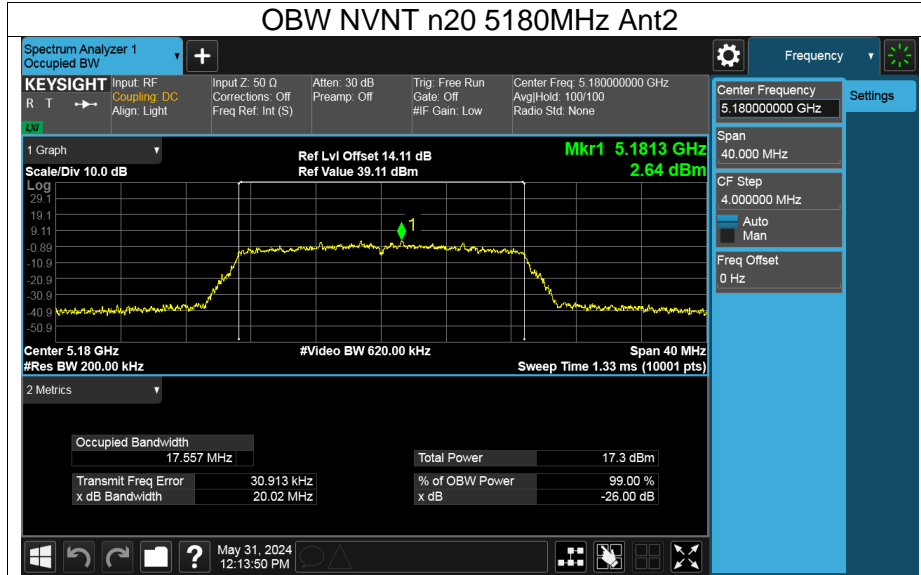 OBW NVNT n20 5180MHz Ant2
Spectrum Analyzer 1
Occupied BW
+
Frequency
KEYSIGHT
R T
LXI
Input: RF
Coupling: DC
Align: Light
Input Z: 50 Ω
Corrections: Off
Freq Ref: Int (S)
Atten: 30 dB
Preamp: Off
Trig: Free Run
Gate: Off
#IF Gain: Low
Center Freq: 5.180000000 GHz
Avg|Hold: 100/100
Radio Std: None
Center Frequency
5.180000000 GHz
Settings
Span
40.000 MHz
CF Step
4.000000 MHz
Auto
Man
Freq Offset
0 Hz
1 Graph
Scale/Div 10.0 dB
Ref Lvl Offset 14.11 dB
Ref Value 39.11 dBm
Mkr1 5.1813 GHz
2.64 dBm
Log
29.1
19.1
9.11
-0.89
-10.9
-20.9
-30.9
-40.9
-50.9
1
Center 5.18 GHz
#Res BW 200.00 kHz
#Video BW 620.00 kHz
Span 40 MHz
Sweep Time 1.33 ms (10001 pts)
2 Metrics
Occupied Bandwidth
17.557 MHz
Transmit Freq Error 30.913 kHz
x dB Bandwidth 20.02 MHz
Total Power 17.3 dBm
% of OBW Power 99.00 %
x dB -26.00 dB
?
May 31, 2024
12:13:50 PM